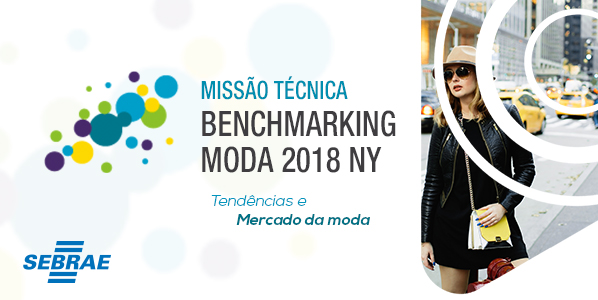 MISSÃO TÉCNICA
BENCHMARKING
MODA 2018 NY
Tendências e
Mercado da moda
SEBRAE